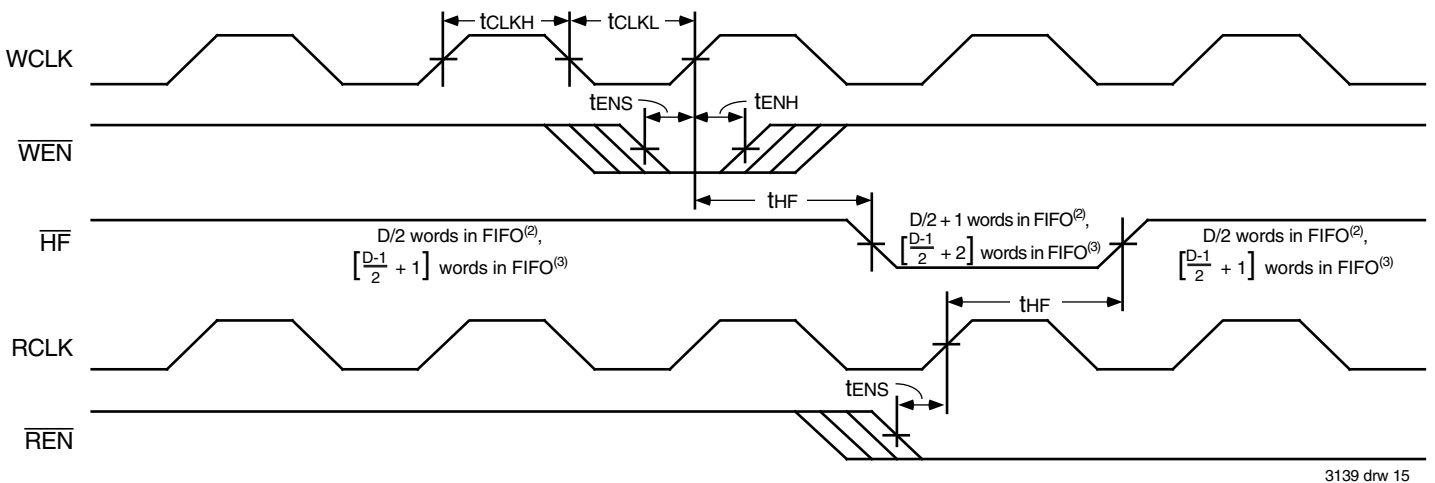 tCLKH
tCLKL
WCLK
tENS
tENH
WEN
tHF
HF
D/2 words in FIFO(2),
[D-1/2 + 1] words in FIFO(3)
D/2 + 1 words in FIFO(2),
[D-1/2 + 2] words in FIFO(3)
D/2 words in FIFO(2),
[D-1/2 + 1] words in FIFO(3)
tHF
RCLK
tENS
REN
3139 drw 15